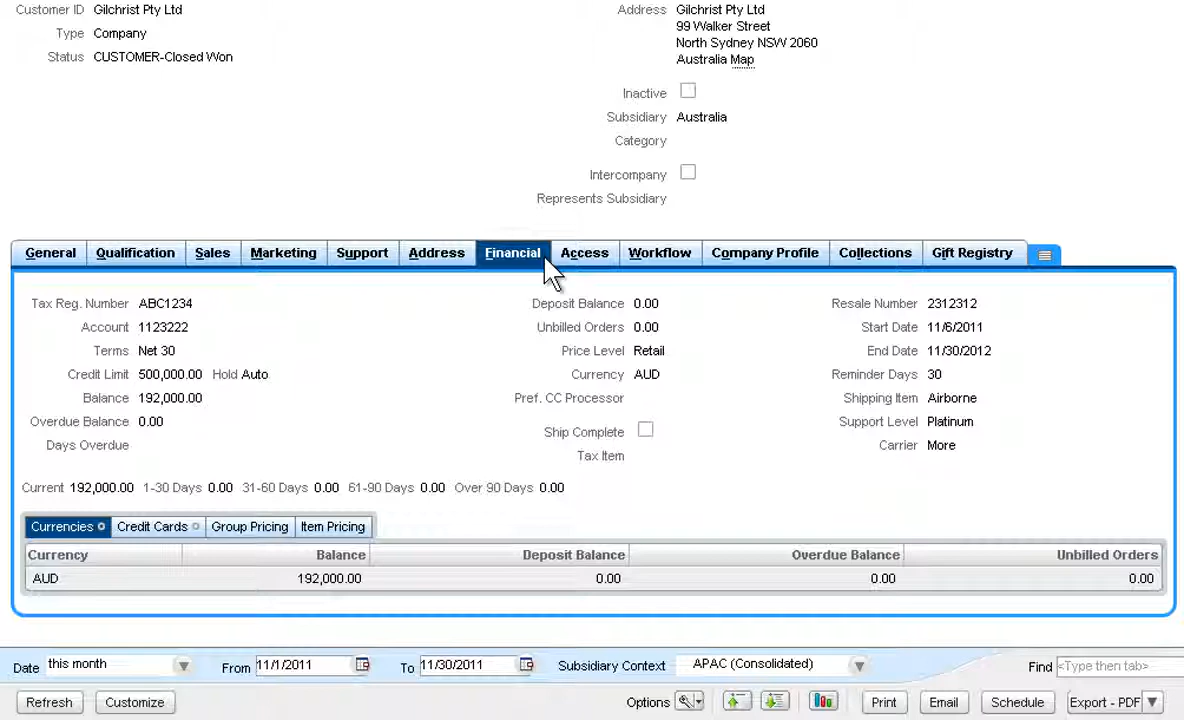 Customer ID Gilchrist Pty Ltd
Type Company
Status CUSTOMER-Closed Won
Address Gilchrist Pty Ltd
99 Walker Street
North Sydney NSW 2060
Australia Map
Inactive
Subsidiary Australia
Category
Intercompany
Represents Subsidiary
General Qualification Sales Marketing Support Address Financial Access Workflow Company Profile Collections Gift Registry
Tax Reg. Number ABC1234
Account 1123222
Terms Net 30
Credit Limit 500,000.00 Hold Auto
Balance 192,000.00
Overdue Balance 0.00
Days Overdue
Deposit Balance 0.00
Unbilled Orders 0.00
Price Level Retail
Currency AUD
Pref. CC Processor
Ship Complete
Tax Item
Resale Number 2312312
Start Date 11/6/2011
End Date 11/30/2012
Reminder Days 30
Shipping Item Airborne
Support Level Platinum
Carrier More
Current 192,000.00 1-30 Days 0.00 31-60 Days 0.00 61-90 Days 0.00 Over 90 Days 0.00
Currencies Credit Cards Group Pricing Item Pricing
Currency Balance Deposit Balance Overdue Balance Unbilled Orders
AUD 192,000.00 0.00 0.00 0.00
Date this month From 11/1/2011 To 11/30/2011 Subsidiary Context APAC (Consolidated) Find <Type then tab>
Refresh Customize Options Print Email Schedule Export - PDF